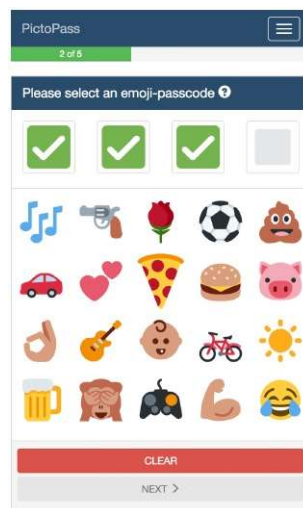 PictoPass
2 of 5
Please select an emoji-passcode ?
CLEAR
NEXT >